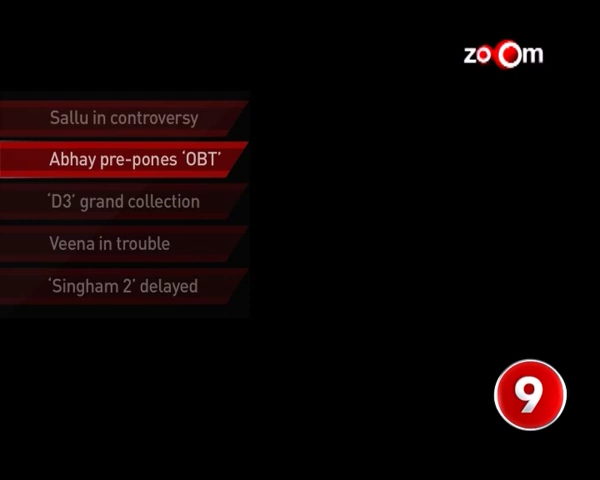 zoom
Sallu in controversy
Abhay pre-pones ‘OBT’
‘D3’ grand collection
Veena in trouble
‘Singham 2’ delayed
9